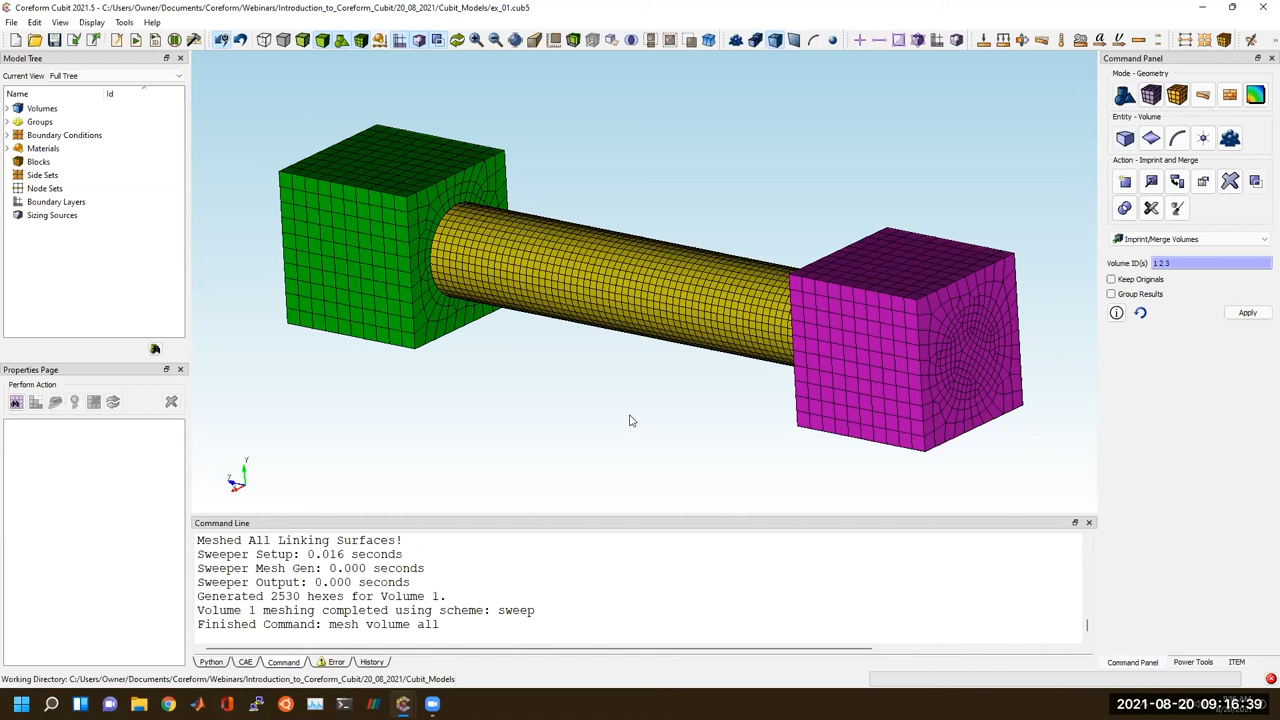 Coreform Cubit 2021.5 - C:/Users/Owner/Documents/Coreform/Webinars/Introduction_to_Coreform_Cubit/20_08_2021/Cubit_Models/ex_01.cub5
File Edit View Display Tools Help
Model Tree
Current View Full Tree
Name Id
Volumes
Groups
Boundary Conditions
Materials
Blocks
Side Sets
Node Sets
Boundary Layers
Sizing Sources
Properties Page
Perform Action
Y
Z
Command Line
Meshed All Linking Surfaces!
Sweeper Setup: 0.016 seconds
Sweeper Mesh Gen: 0.000 seconds
Sweeper Output: 0.000 seconds
Generated 2530 hexes for Volume 1.
Volume 1 meshing completed using scheme: sweep
Finished Command: mesh volume all
Python CAE Command Error History
Command Panel
Mode - Geometry
Entity - Volume
Action - Imprint and Merge
Imprint/Merge Volumes
Volume ID(s) 1 2 3
Keep Originals
Group Results
Apply
Command Panel Power Tools ITEM
Working Directory: C:/Users/Owner/Documents/Coreform/Webinars/Introduction_to_Coreform_Cubit/20_08_2021/Cubit_Models
2021-08-20 09:16:39